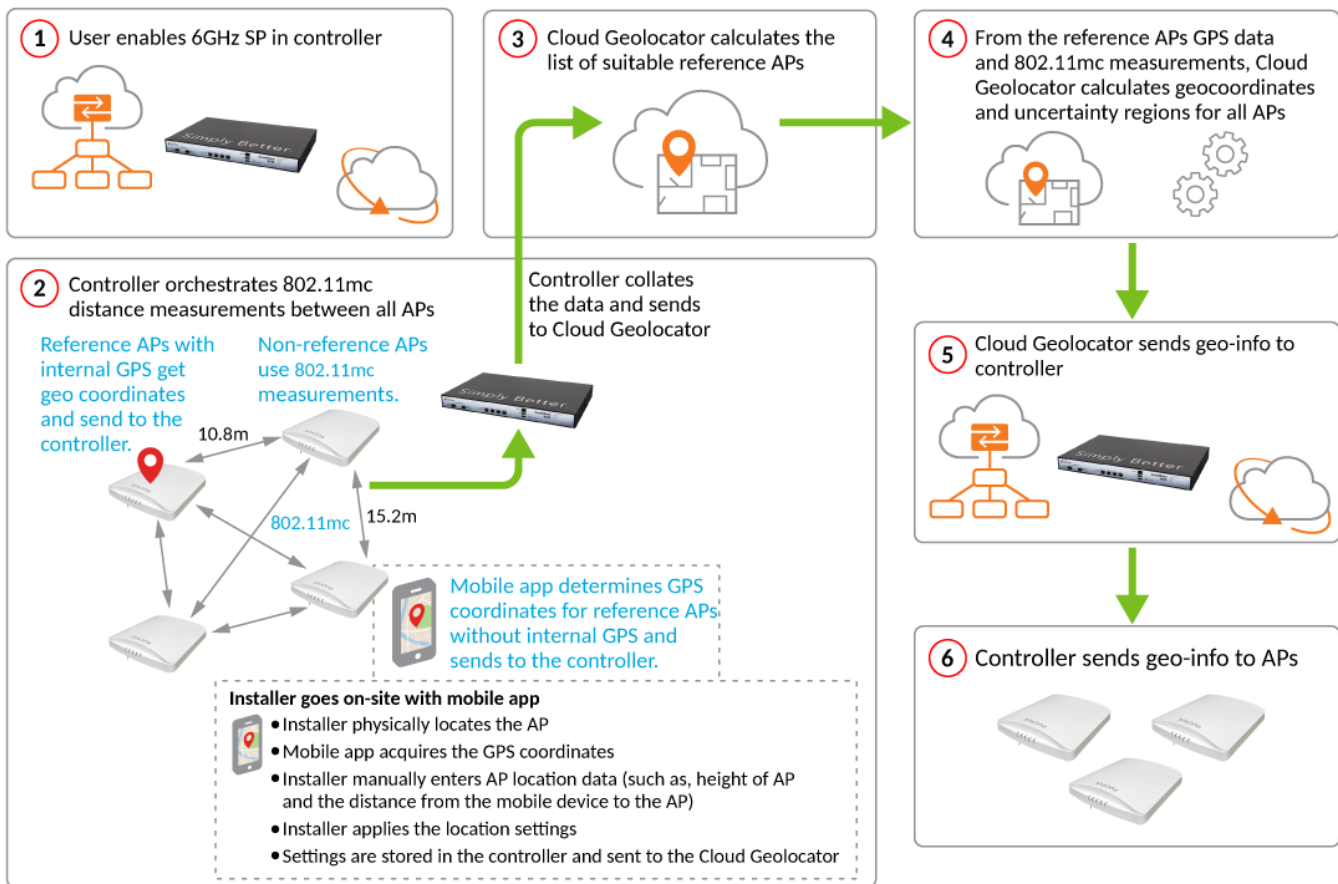 1 User enables 6GHz SP in controller
Simply Better.
2 Controller orchestrates 802.11mc
distance measurements between all APs
Reference APs with
internal GPS get
geo coordinates
and send to the
controller.
Non-reference APs
use 802.11mc
measurements.
10.8m
802.11mc
15.2m
Mobile app determines GPS
coordinates for reference APs
without internal GPS and
sends to the controller.
Installer goes on-site with mobile app
● Installer physically locates the AP
● Mobile app acquires the GPS coordinates
● Installer manually enters AP location data (such as, height of AP
and the distance from the mobile device to the AP)
● Installer applies the location settings
● Settings are stored in the controller and sent to the Cloud Geolocator
Simply Better.
Controller collates
the data and sends
to Cloud Geolocator
3 Cloud Geolocator calculates the
list of suitable reference APs
4 From the reference APs GPS data
and 802.11mc measurements, Cloud
Geolocator calculates geocoordinates
and uncertainty regions for all APs
5 Cloud Geolocator sends geo-info to
controller
Simply Better.
6 Controller sends geo-info to APs